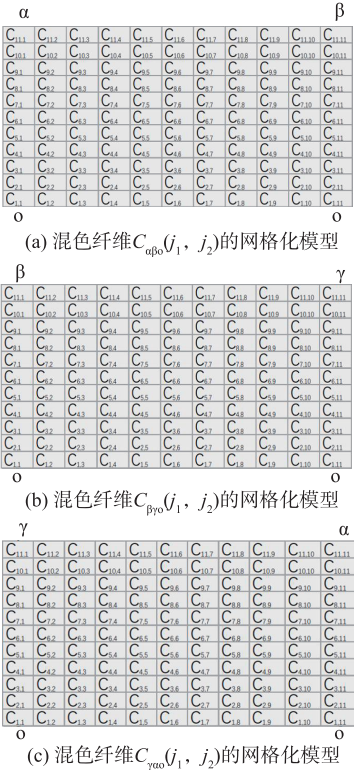 α β
C11.1 C11.2 C11.3 C11.4 C11.5 C11.6 C11.7 C11.8 C11.9 C11.10 C11.11
C10.1 C10.2 C10.3 C10.4 C10.5 C10.6 C10.7 C10.8 C10.9 C10.10 C10.11
C9.1 C9.2 C9.3 C9.4 C9.5 C9.6 C9.7 C9.8 C9.9 C9.10 C9.11
C8.1 C8.2 C8.3 C8.4 C8.5 C8.6 C8.7 C8.8 C8.9 C8.10 C8.11
C7.1 C7.2 C7.3 C7.4 C7.5 C7.6 C7.7 C7.8 C7.9 C7.10 C7.11
C6.1 C6.2 C6.3 C6.4 C6.5 C6.6 C6.7 C6.8 C6.9 C6.10 C6.11
C5.1 C5.2 C5.3 C5.4 C5.5 C5.6 C5.7 C5.8 C5.9 C5.10 C5.11
C4.1 C4.2 C4.3 C4.4 C4.5 C4.6 C4.7 C4.8 C4.9 C4.10 C4.11
C3.1 C3.2 C3.3 C3.4 C3.5 C3.6 C3.7 C3.8 C3.9 C3.10 C3.11
C2.1 C2.2 C2.3 C2.4 C2.5 C2.6 C2.7 C2.8 C2.9 C2.10 C2.11
C1.1 C1.2 C1.3 C1.4 C1.5 C1.6 C1.7 C1.8 C1.9 C1.10 C1.11
o o
(a) 混色纤维Cαβo(j1, j2)的网格化模型
β γ
C11.1 C11.2 C11.3 C11.4 C11.5 C11.6 C11.7 C11.8 C11.9 C11.10 C11.11
C10.1 C10.2 C10.3 C10.4 C10.5 C10.6 C10.7 C10.8 C10.9 C10.10 C10.11
C9.1 C9.2 C9.3 C9.4 C9.5 C9.6 C9.7 C9.8 C9.9 C9.10 C9.11
C8.1 C8.2 C8.3 C8.4 C8.5 C8.6 C8.7 C8.8 C8.9 C8.10 C8.11
C7.1 C7.2 C7.3 C7.4 C7.5 C7.6 C7.7 C7.8 C7.9 C7.10 C7.11
C6.1 C6.2 C6.3 C6.4 C6.5 C6.6 C6.7 C6.8 C6.9 C6.10 C6.11
C5.1 C5.2 C5.3 C5.4 C5.5 C5.6 C5.7 C5.8 C5.9 C5.10 C5.11
C4.1 C4.2 C4.3 C4.4 C4.5 C4.6 C4.7 C4.8 C4.9 C4.10 C4.11
C3.1 C3.2 C3.3 C3.4 C3.5 C3.6 C3.7 C3.8 C3.9 C3.10 C3.11
C2.1 C2.2 C2.3 C2.4 C2.5 C2.6 C2.7 C2.8 C2.9 C2.10 C2.11
C1.1 C1.2 C1.3 C1.4 C1.5 C1.6 C1.7 C1.8 C1.9 C1.10 C1.11
o o
(b) 混色纤维Cβγo(j1, j2)的网格化模型
γ α
C11.1 C11.2 C11.3 C11.4 C11.5 C11.6 C11.7 C11.8 C11.9 C11.10 C11.11
C10.1 C10.2 C10.3 C10.4 C10.5 C10.6 C10.7 C10.8 C10.9 C10.10 C10.11
C9.1 C9.2 C9.3 C9.4 C9.5 C9.6 C9.7 C9.8 C9.9 C9.10 C9.11
C8.1 C8.2 C8.3 C8.4 C8.5 C8.6 C8.7 C8.8 C8.9 C8.10 C8.11
C7.1 C7.2 C7.3 C7.4 C7.5 C7.6 C7.7 C7.8 C7.9 C7.10 C7.11
C6.1 C6.2 C6.3 C6.4 C6.5 C6.6 C6.7 C6.8 C6.9 C6.10 C6.11
C5.1 C5.2 C5.3 C5.4 C5.5 C5.6 C5.7 C5.8 C5.9 C5.10 C5.11
C4.1 C4.2 C4.3 C4.4 C4.5 C4.6 C4.7 C4.8 C4.9 C4.10 C4.11
C3.1 C3.2 C3.3 C3.4 C3.5 C3.6 C3.7 C3.8 C3.9 C3.10 C3.11
C2.1 C2.2 C2.3 C2.4 C2.5 C2.6 C2.7 C2.8 C2.9 C2.10 C2.11
C1.1 C1.2 C1.3 C1.4 C1.5 C1.6 C1.7 C1.8 C1.9 C1.10 C1.11
o o
(c) 混色纤维Cγαo(j1, j2)的网格化模型